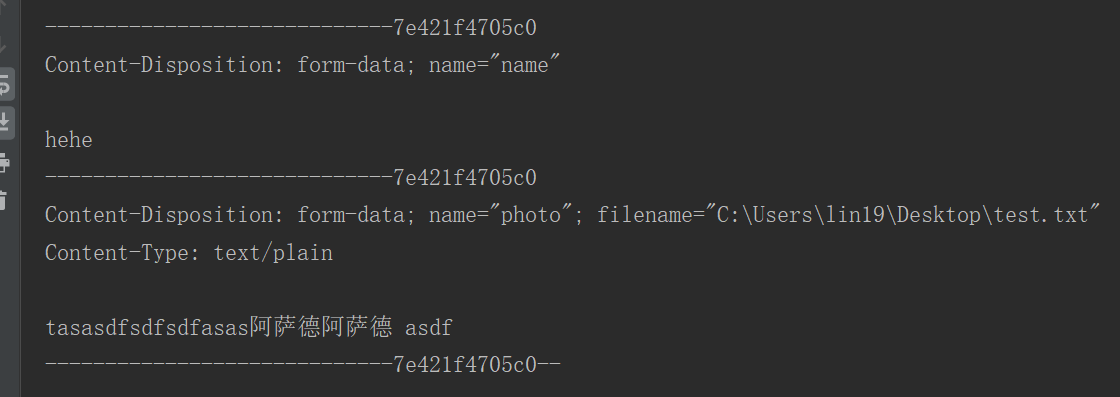 -----------------------------7e421f4705c0
Content-Disposition: form-data; name="name"
hehe
-----------------------------7e421f4705c0
Content-Disposition: form-data; name="photo"; filename="C:\Users\lin19\Desktop\test.txt"
Content-Type: text/plain
tasasdfsdfsdfasas阿萨德阿萨德 asdf
-----------------------------7e421f4705c0--